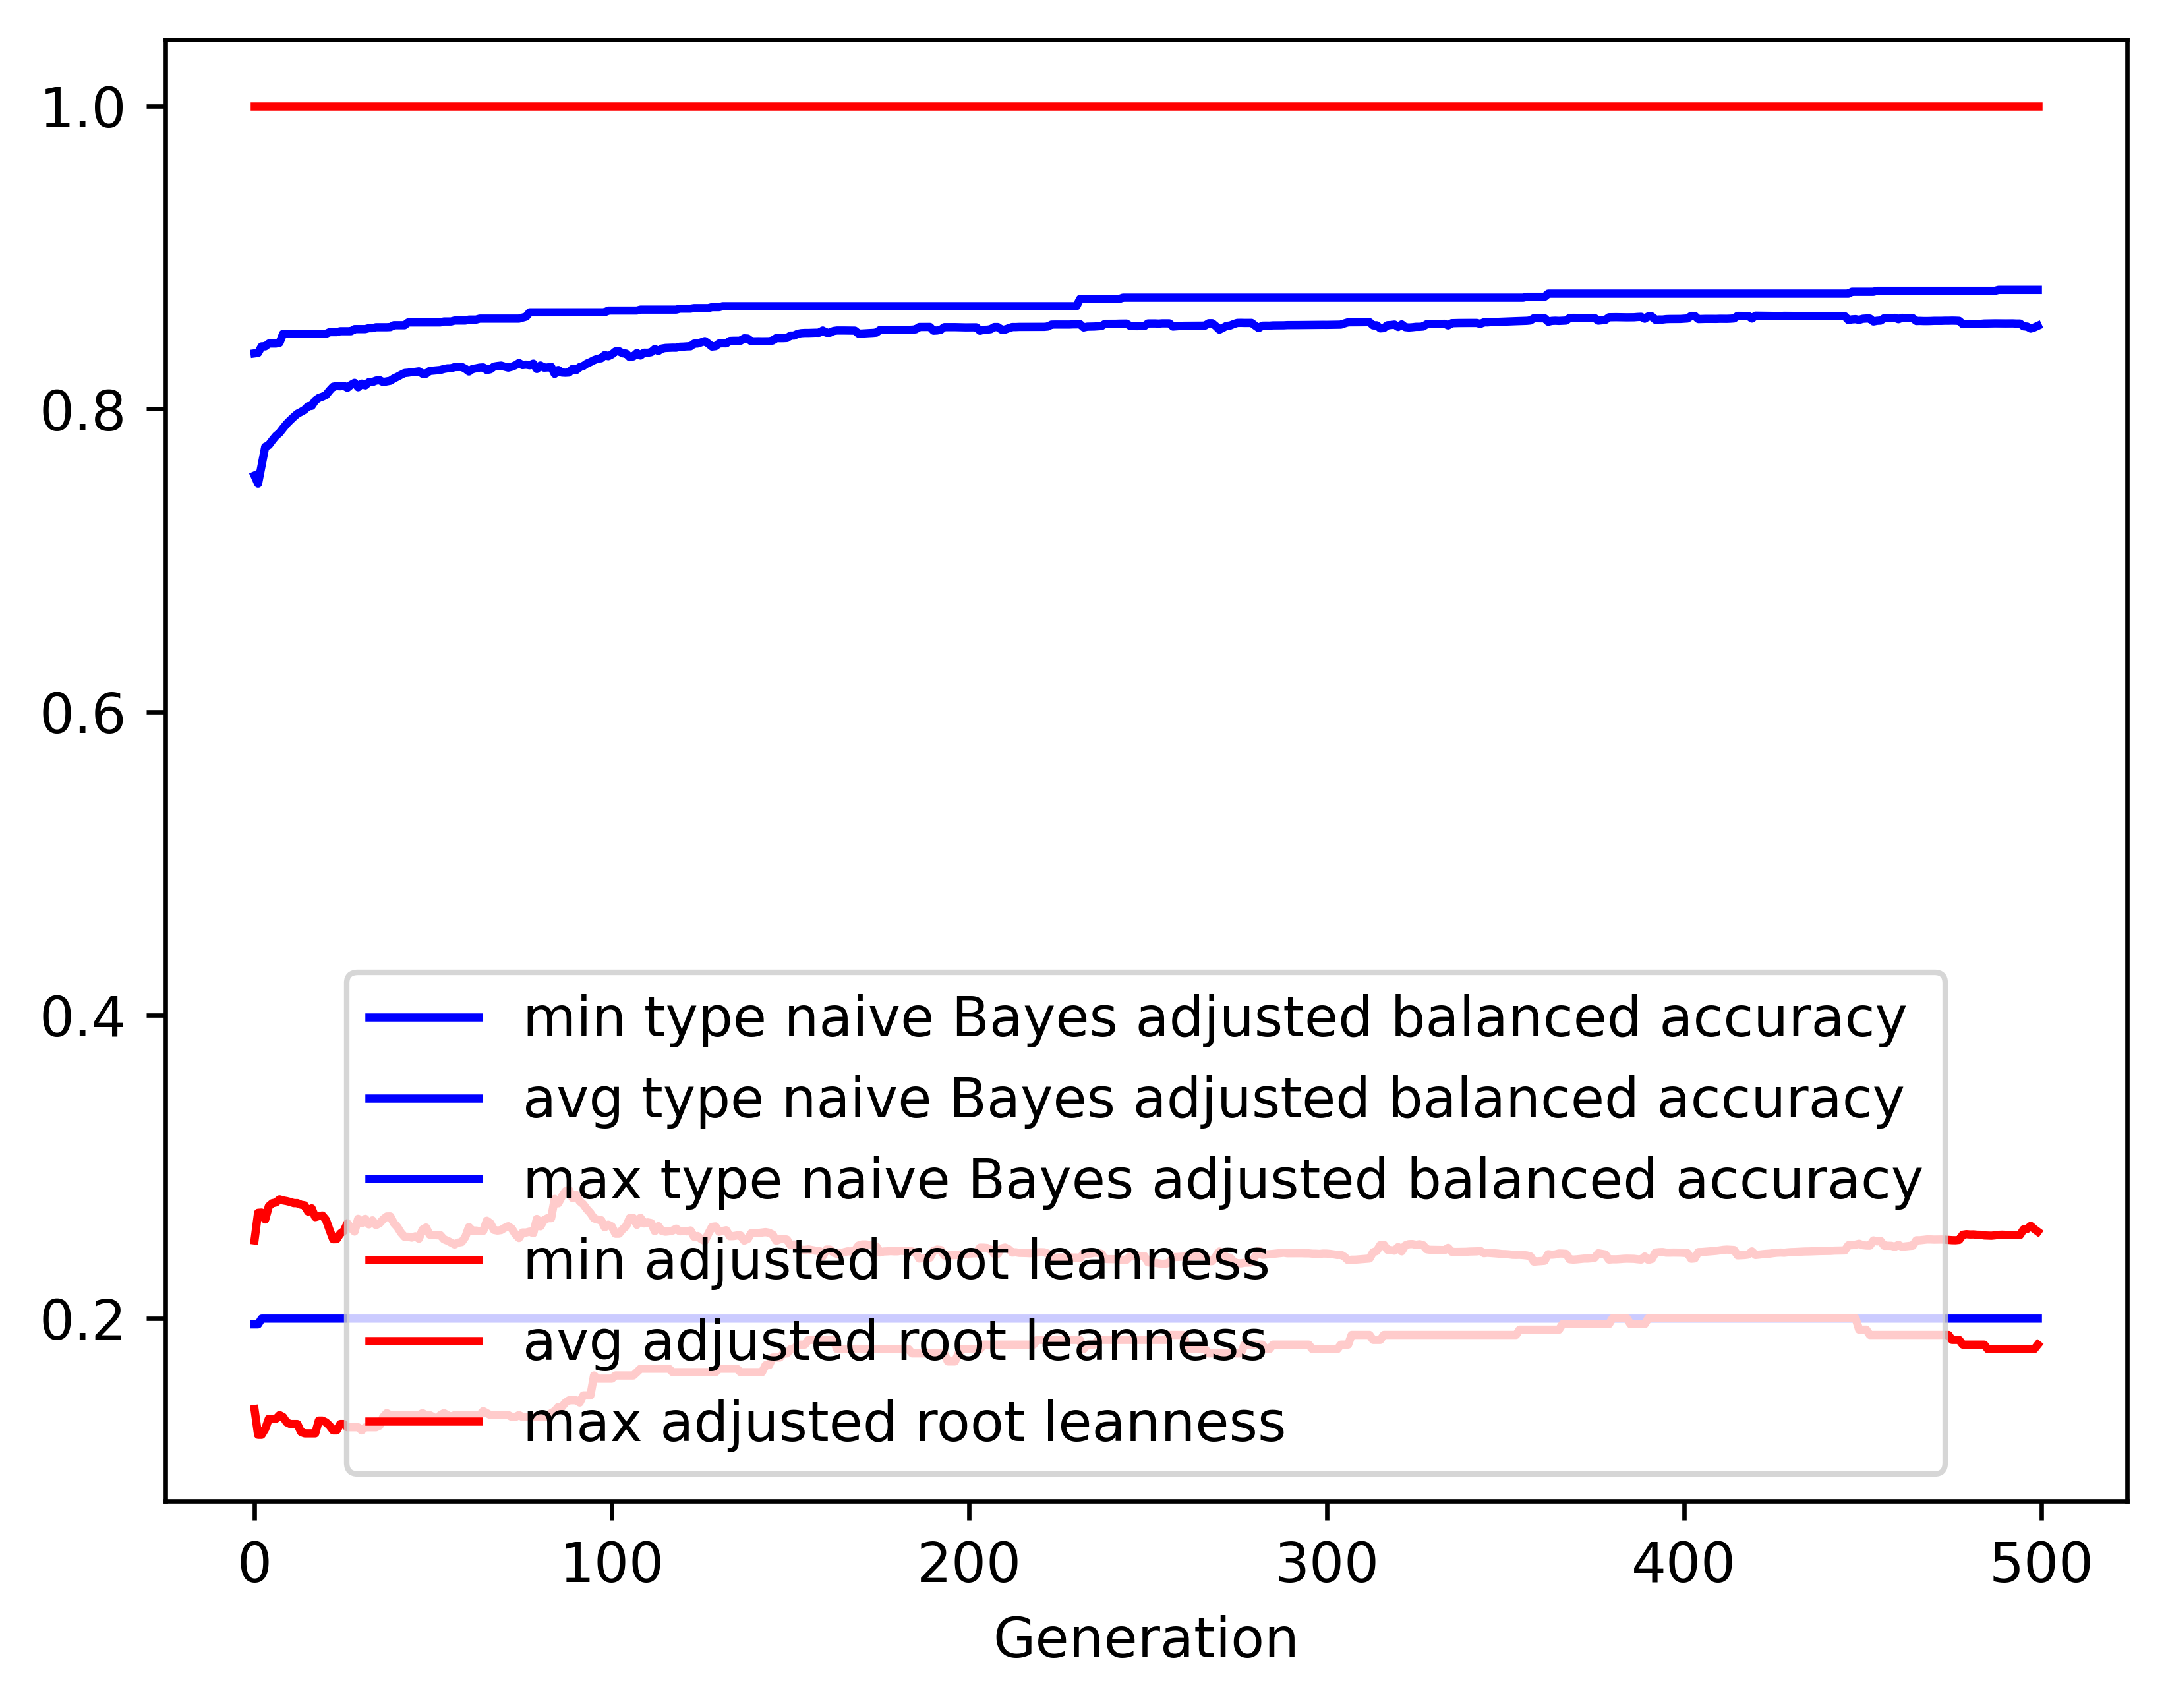 1.0
0.8
0.6
0.4
0.2
min type naive Bayes adjusted balanced accuracy
avg type naive Bayes adjusted balanced accuracy
max type naive Bayes adjusted balanced accuracy
min adjusted root leanness
avg adjusted root leanness
max adjusted root leanness
0 100 200 300 400 500
Generation